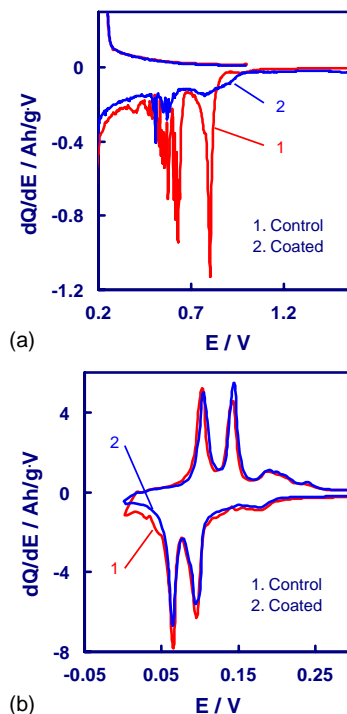 0
-0.4
-0.8
-1.2
dQ/dE / Ah/g·V
2
1
1. Control
2. Coated
0.2
0.7
1.2
E / V
(a)
4
0
-4
-8
dQ/dE / Ah/g·V
2
1
1. Control
2. Coated
-0.05
0.05
0.15
0.25
E / V
(b)